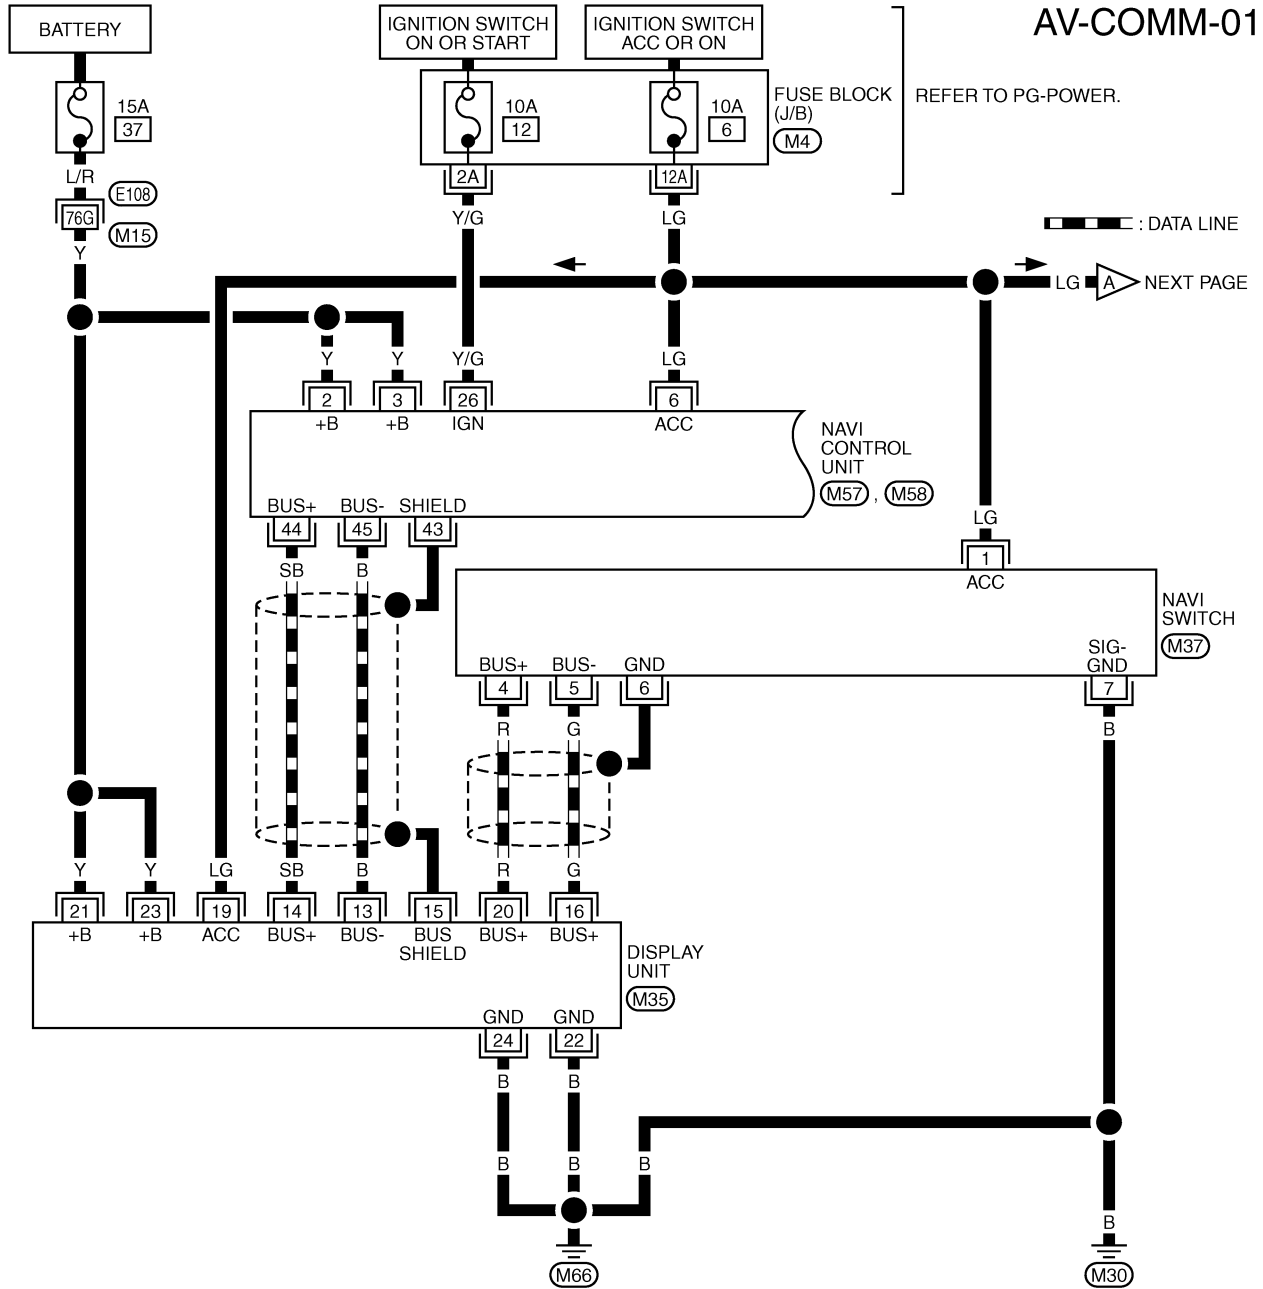 AV-COMM-01
BATTERY
IGNITION SWITCH
ON OR START
IGNITION SWITCH
ACC OR ON
15A
37
10A
12
10A
6
FUSE BLOCK
(J/B)
M4
REFER TO PG-POWER.
L/R
E108
76G
M15
Y
2A
12A
Y/G
LG
: DATA LINE
LG
A
NEXT PAGE
Y
Y
Y/G
LG
2
3
26
6
+B
+B
IGN
ACC
NAVI
CONTROL
UNIT
M57 , M58
BUS+
BUS-
SHIELD
44
45
43
SB
B
LG
1
ACC
NAVI
SWITCH
M37
BUS+
BUS-
GND
SIG-
GND
4
5
6
7
R
G
B
Y
Y
LG
SB
B
R
G
21
23
19
14
13
15
20
16
+B
+B
ACC
BUS+
BUS-
BUS
SHIELD
BUS+
BUS+
DISPLAY
UNIT
M35
GND
GND
24
22
B
B
B
B
B
B
M66
M30